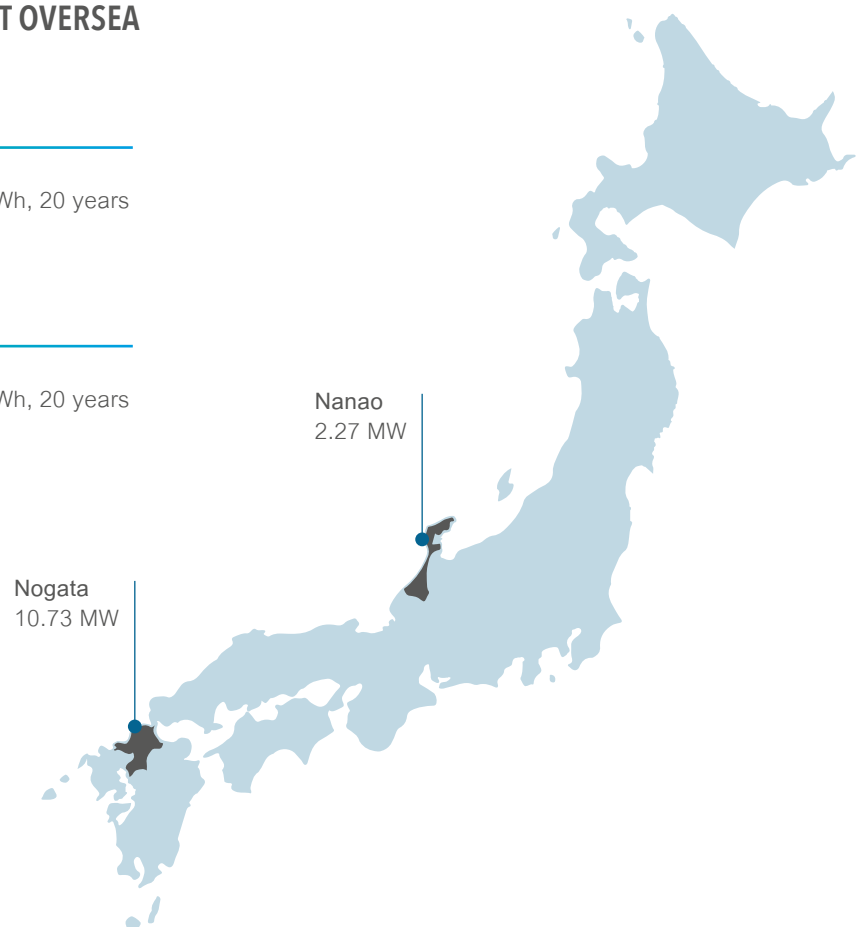 T OVERSEA
Wh, 20 years
Wh, 20 years
Nanao
2.27 MW
Nogata
10.73 MW